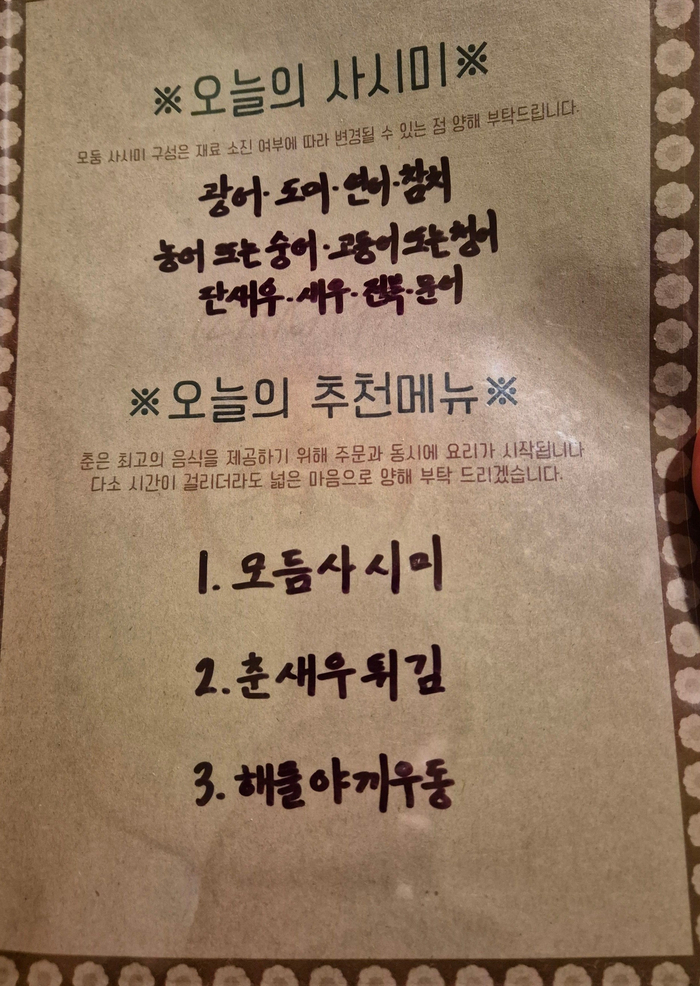 ※오늘의 사시미※
모둠 사시미 구성은 재료 소진 여부에 따라 변경될 수 있는 점 양해 부탁드립니다.
광어·도미·연어·참치
농어 또는 숭어·고등어 또는 청어
단새우·새우·전복·문어
※오늘의 추천메뉴※
춘은 최고의 음식을 제공하기 위해 주문과 동시에 요리가 시작됩니다
다소 시간이 걸리더라도 넓은 마음으로 양해 부탁 드리겠습니다.
1. 모듬사시미
2. 춘새우튀김
3. 해물야끼우동